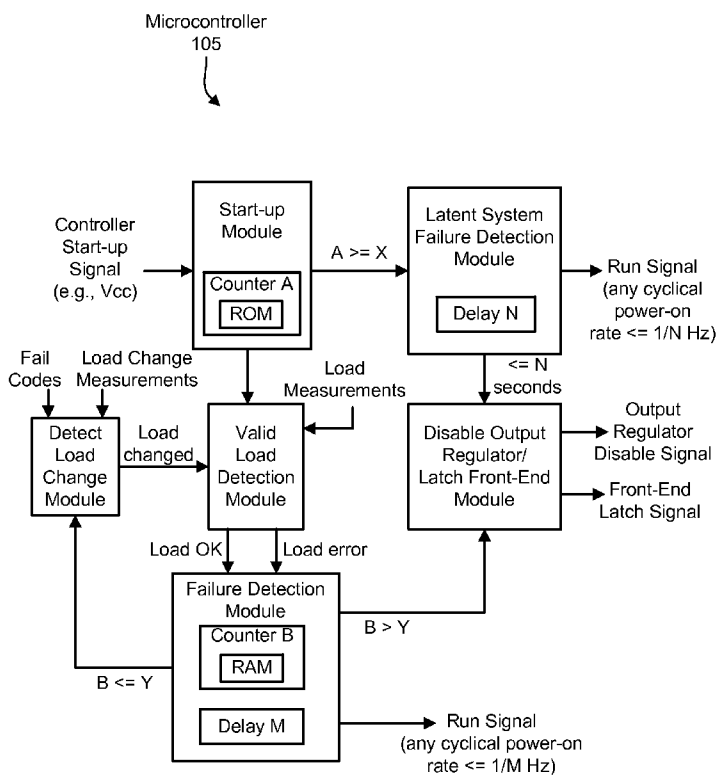 Microcontroller
105
Controller
Start-up
Signal
(e.g., Vcc)
Start-up
Module
Counter A
ROM
A >= X
Latent System
Failure Detection
Module
Delay N
Run Signal
(any cyclical
power-on
rate <= 1/N Hz)
<= N
seconds
Fail
Codes
Load Change
Measurements
Load
Measurements
Detect
Load
Change
Module
Load
changed
Valid
Load
Detection
Module
Disable Output
Regulator/
Latch Front-End
Module
Output
Regulator
Disable Signal
Front-End
Latch Signal
Load OK
Load error
Failure Detection
Module
Counter B
RAM
Delay M
B <= Y
B > Y
Run Signal
(any cyclical power-on
rate <= 1/M Hz)